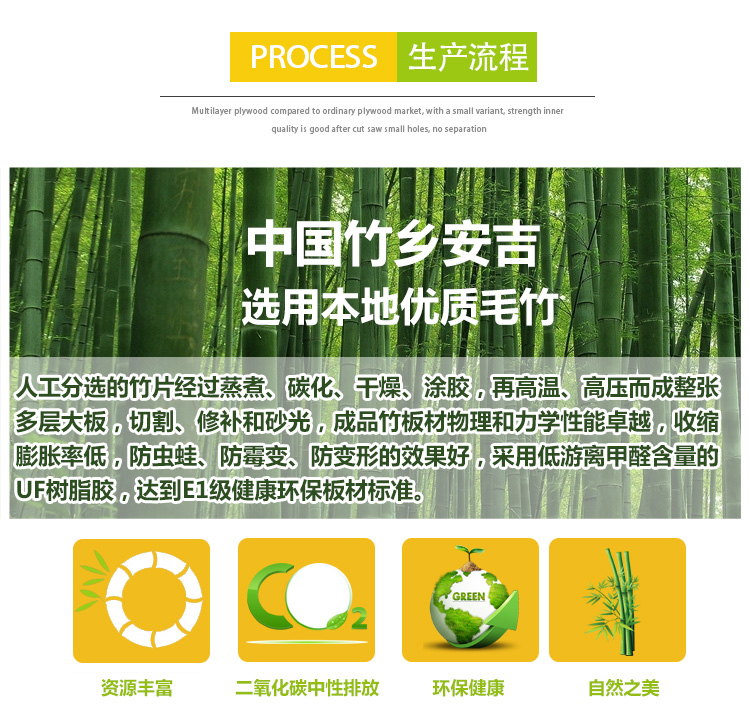 PROCESS 生产流程
Multilayer plywood compared to ordinary plywood market, with a small variant, strength inner
quality is good after cut saw small holes, no separation
中国竹乡安吉
选用本地优质毛竹
人工分选的竹片经过蒸煮、碳化、干燥、涂胶，再高温、高压而成整张
多层大板，切割、修补和砂光，成品竹板材物理和力学性能卓越，收缩
膨胀率低，防虫蛀、防霉变、防变形的效果好，采用低游离甲醛含量的
UF树脂胶，达到E1级健康环保板材标准。
CO2
GREEN
资源丰富
二氧化碳中性排放
环保健康
自然之美